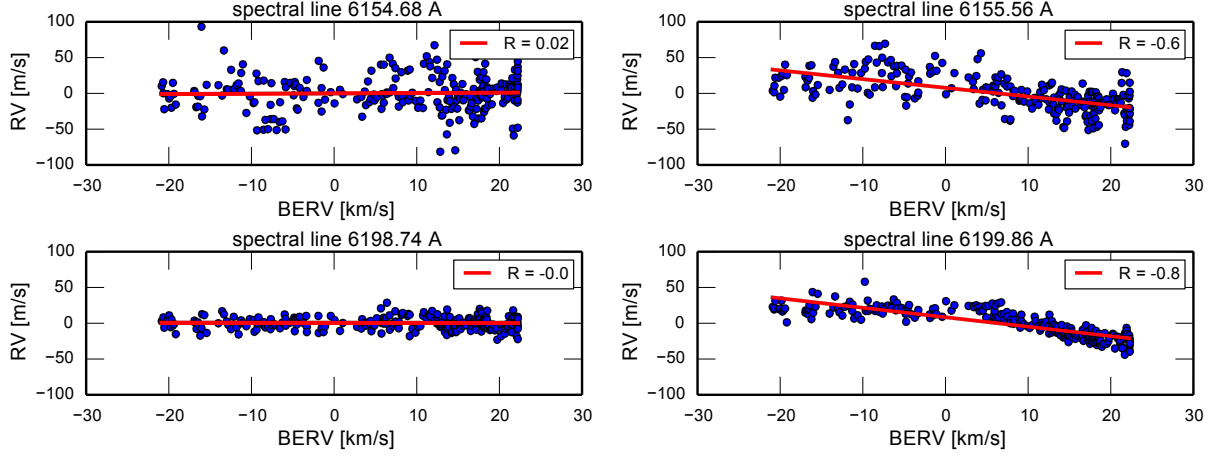 spectral line 6154.68 A
100
50
0
−50
−100
RV [m/s]
R = 0.02
−30 −20 −10 0 10 20 30
BERV [km/s]
spectral line 6155.56 A
100
50
0
−50
−100
RV [m/s]
R = -0.6
−30 −20 −10 0 10 20 30
BERV [km/s]
spectral line 6198.74 A
100
50
0
−50
−100
RV [m/s]
R = -0.0
−30 −20 −10 0 10 20 30
BERV [km/s]
spectral line 6199.86 A
100
50
0
−50
−100
RV [m/s]
R = -0.8
−30 −20 −10 0 10 20 30
BERV [km/s]